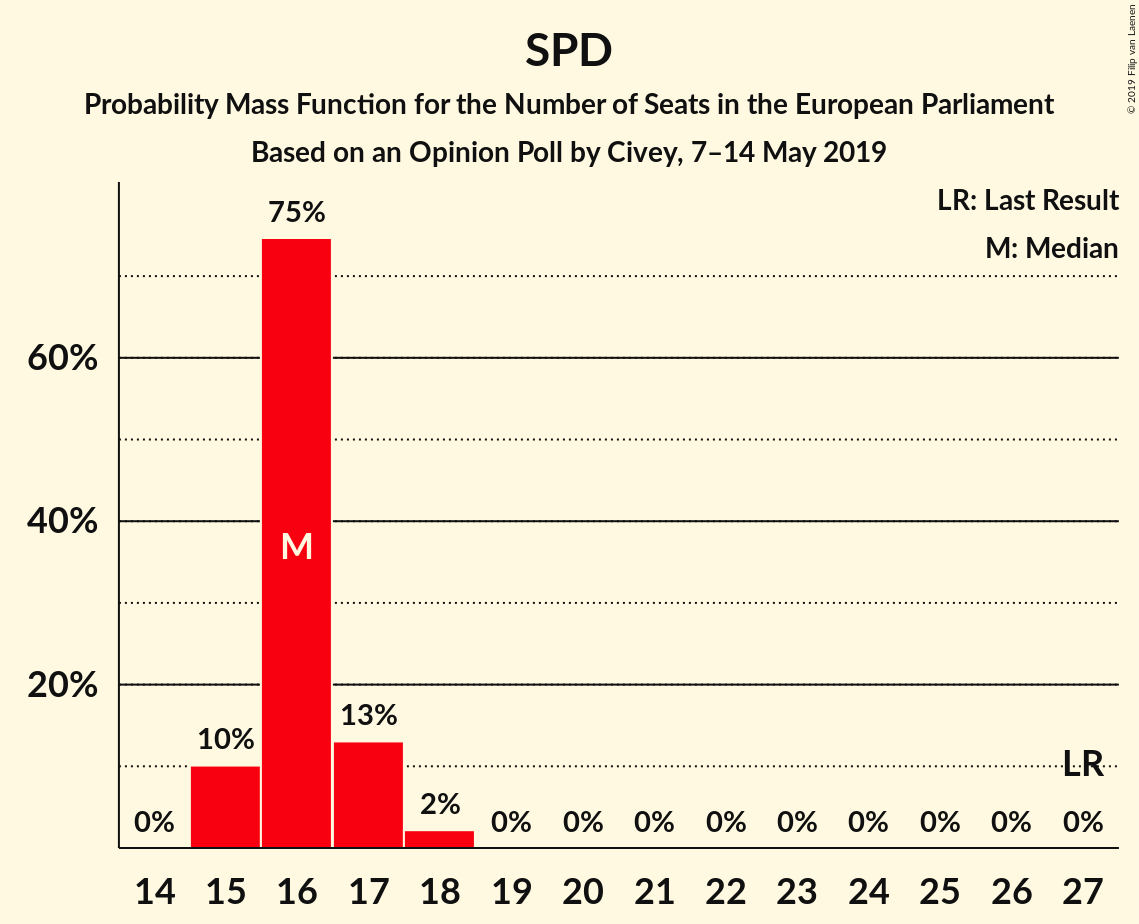 SPD
Probability Mass Function for the Number of Seats in the European Parliament
Based on an Opinion Poll by Civey, 7–14 May 2019
© 2019 Filip van Laenen
LR: Last Result
M: Median
75%
60%
40%
M
20%
13%
10%
LR
2%
0% 0% 0% 0% 0% 0% 0% 0% 0% 0%
14 15 16 17 18 19 20 21 22 23 24 25 26 27